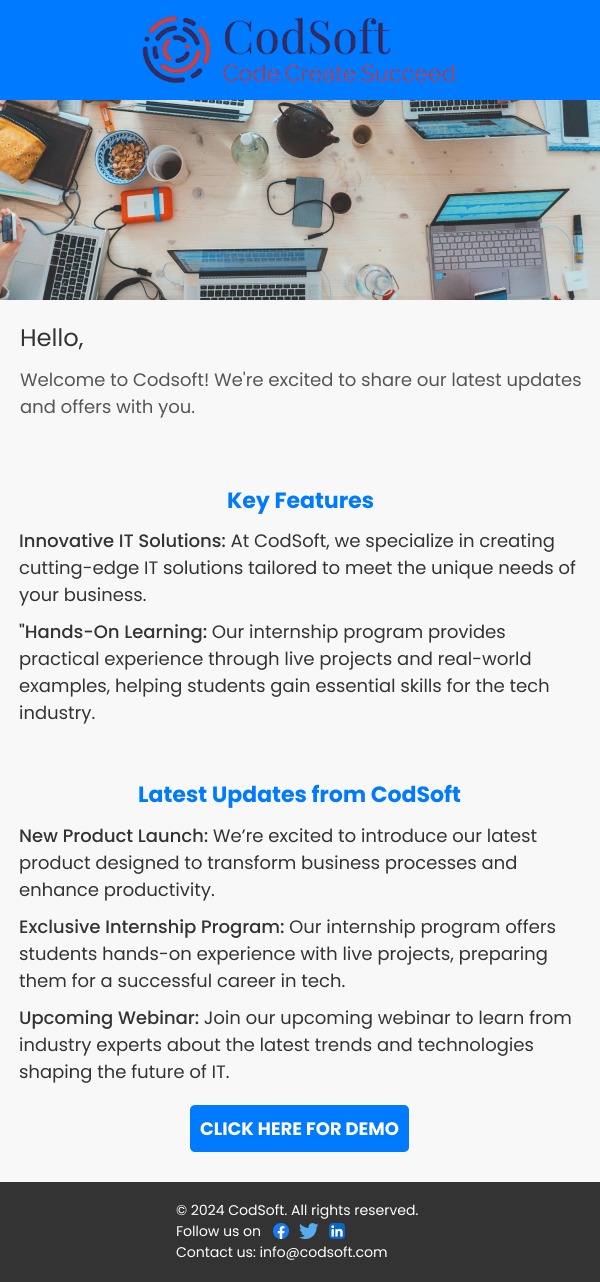 CodSoft
Code.Create.Succeed
Hello,
Welcome to Codsoft! We're excited to share our latest updates
and offers with you.
Key Features
Innovative IT Solutions: At CodSoft, we specialize in creating
cutting-edge IT solutions tailored to meet the unique needs of
your business.
"Hands-On Learning: Our internship program provides
practical experience through live projects and real-world
examples, helping students gain essential skills for the tech
industry.
Latest Updates from CodSoft
New Product Launch: We’re excited to introduce our latest
product designed to transform business processes and
enhance productivity.
Exclusive Internship Program: Our internship program offers
students hands-on experience with live projects, preparing
them for a successful career in tech.
Upcoming Webinar: Join our upcoming webinar to learn from
industry experts about the latest trends and technologies
shaping the future of IT.
CLICK HERE FOR DEMO
© 2024 CodSoft. All rights reserved.
Follow us on
Contact us: info@codsoft.com